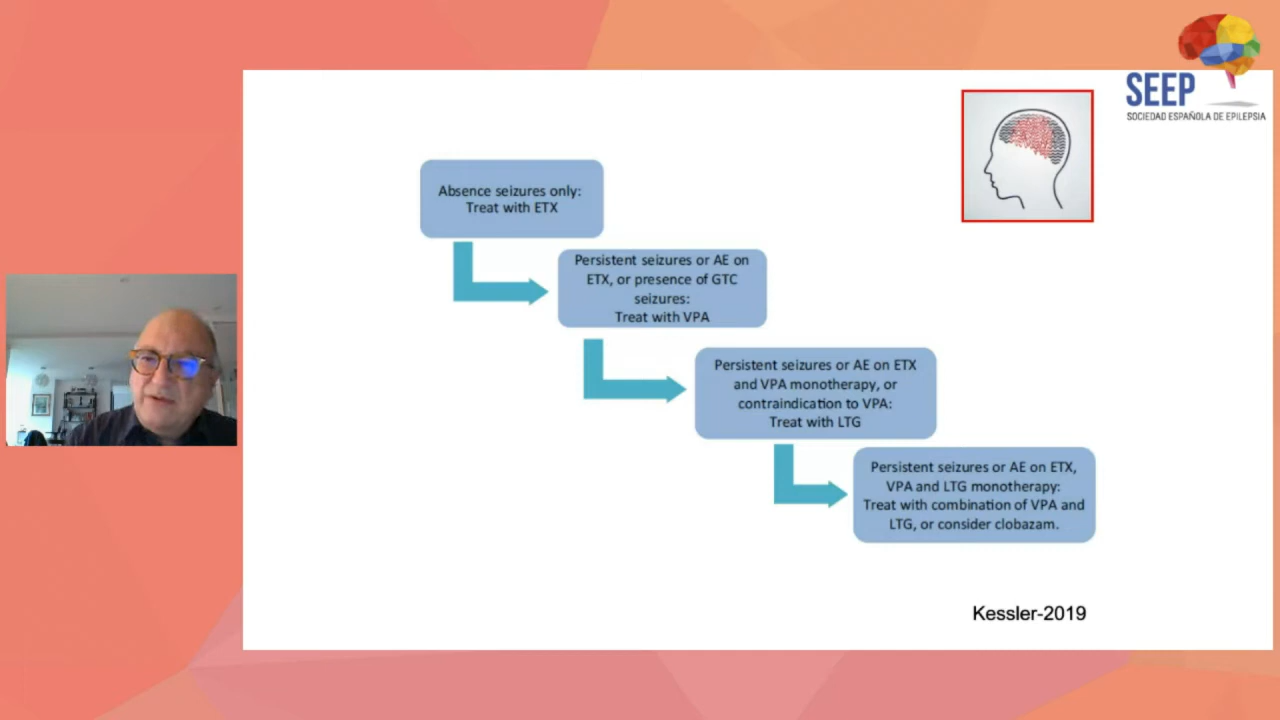 SEEP
SOCIEDAD ESPAÑOLA DE EPILEPSIA
Absence seizures only:
Treat with ETX
Persistent seizures or AE on
ETX, or presence of GTC
seizures:
Treat with VPA
Persistent seizures or AE on ETX
and VPA monotherapy, or
contraindication to VPA:
Treat with LTG
Persistent seizures or AE on ETX,
VPA and LTG monotherapy:
Treat with combination of VPA and
LTG, or consider clobazam.
Kessler-2019